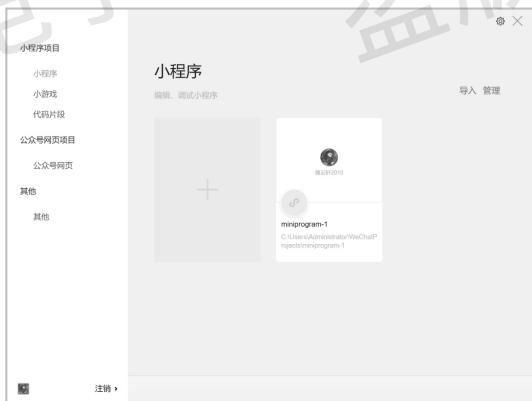 小程序项目
小程序
小游戏
代码片段
公众号网页项目
公众号网页
其他
其他
注销 ›
小程序
编辑、调试小程序
导入 管理
miniprogram-1
C:\Users\Administrator\WeChatP
rojects\miniprogram-1